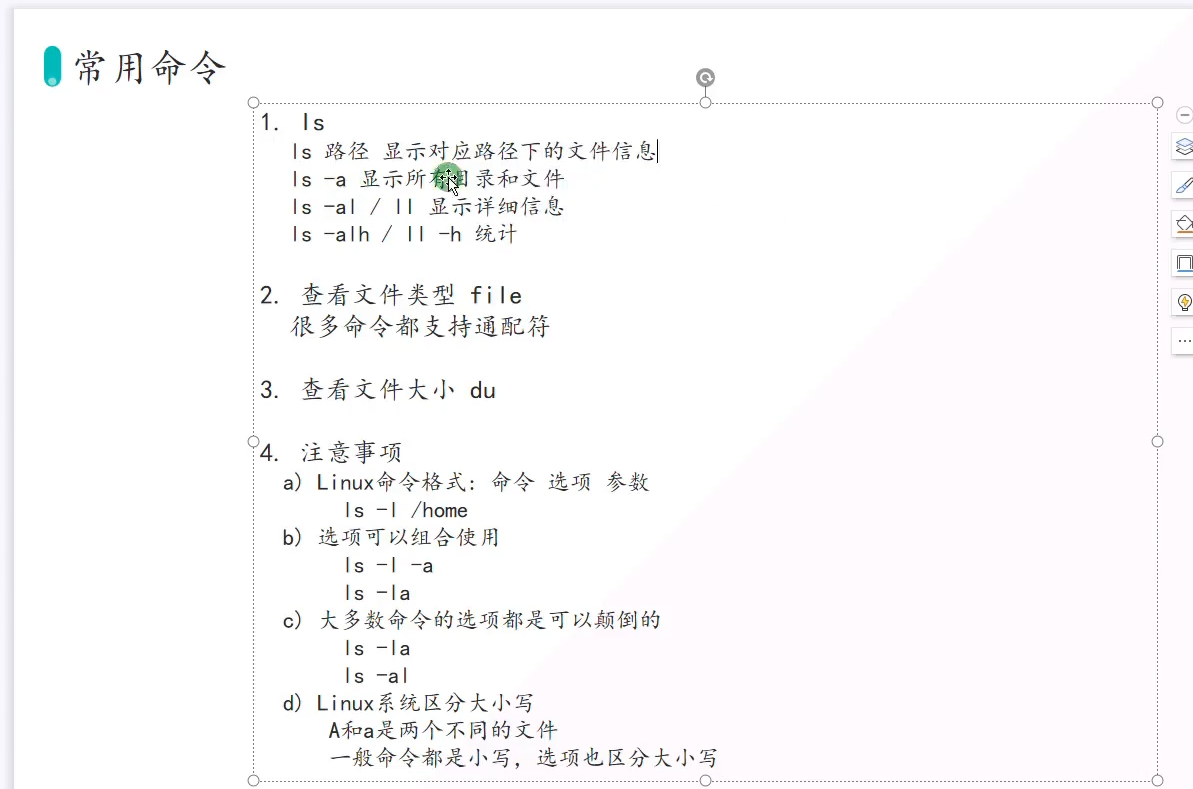 常用命令
1. ls
ls 路径 显示对应路径下的文件信息
ls -a 显示所有目录和文件
ls -al / ll 显示详细信息
ls -alh / ll -h 统计
2. 查看文件类型 file
很多命令都支持通配符
3. 查看文件大小 du
4. 注意事项
a) Linux命令格式: 命令 选项 参数
ls -l /home
b) 选项可以组合使用
ls -l -a
ls -la
c) 大多数命令的选项都是可以颠倒的
ls -la
ls -al
d) Linux系统区分大小写
A和a是两个不同的文件
一般命令都是小写，选项也区分大小写